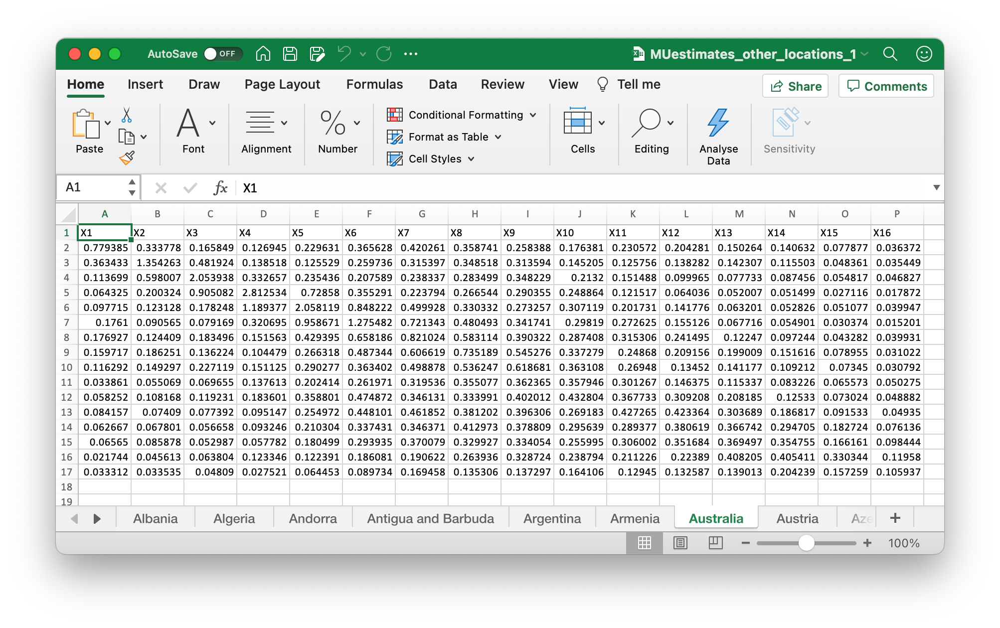 AutoSave OFF MUestimates_other_locations_1
Home Insert Draw Page Layout Formulas Data Review View Tell me Share Comments
Paste Font Alignment Number Conditional Formatting Format as Table Cell Styles Cells Editing Analyse Data Sensitivity
A1 fx X1
A B C D E F G H I J K L M N O P
1 X1 X2 X3 X4 X5 X6 X7 X8 X9 X10 X11 X12 X13 X14 X15 X16
2 0.779385 0.333778 0.165849 0.126945 0.229631 0.365628 0.420261 0.358741 0.258388 0.176381 0.230572 0.204281 0.150264 0.140632 0.077877 0.036372
3 0.363433 1.354263 0.481924 0.138518 0.125529 0.259736 0.315397 0.348518 0.313594 0.145205 0.125756 0.138282 0.142307 0.115503 0.048361 0.035449
4 0.113699 0.598007 2.053938 0.332657 0.235436 0.207589 0.238337 0.283499 0.348229 0.2132 0.151488 0.099965 0.077733 0.087456 0.054817 0.046827
5 0.064325 0.200324 0.905082 2.812534 0.72858 0.355291 0.223794 0.266544 0.290355 0.248864 0.121517 0.064036 0.052007 0.051499 0.027116 0.017872
6 0.097715 0.123128 0.178248 1.189377 2.058119 0.848222 0.499928 0.330332 0.273257 0.307119 0.201731 0.141776 0.063201 0.052826 0.051077 0.039947
7 0.1761 0.090565 0.079169 0.320695 0.958671 1.275482 0.721343 0.480493 0.341741 0.29819 0.272625 0.155126 0.067716 0.054901 0.030374 0.015201
8 0.176927 0.124409 0.183496 0.151563 0.429395 0.658186 0.821024 0.583114 0.390322 0.287408 0.315306 0.241495 0.12247 0.097244 0.043282 0.039931
9 0.159717 0.186251 0.136224 0.104479 0.266318 0.487344 0.606619 0.735189 0.545276 0.337279 0.24868 0.209156 0.199009 0.151616 0.078955 0.031022
10 0.116292 0.149297 0.227119 0.151125 0.290277 0.363402 0.498878 0.536247 0.618681 0.363108 0.26948 0.13452 0.141177 0.109212 0.07345 0.030792
11 0.033861 0.055069 0.069655 0.137613 0.202414 0.261971 0.319536 0.355077 0.362365 0.357946 0.301267 0.146375 0.115337 0.083226 0.065573 0.050275
12 0.058252 0.108168 0.119231 0.183601 0.358801 0.474872 0.346131 0.333991 0.402012 0.432804 0.367733 0.309208 0.208185 0.12533 0.073024 0.048882
13 0.084157 0.07409 0.077392 0.095147 0.254972 0.448101 0.461852 0.381202 0.396306 0.269183 0.427265 0.423364 0.303689 0.186817 0.091533 0.04935
14 0.062667 0.067801 0.056658 0.093246 0.210304 0.337431 0.346371 0.412973 0.378809 0.295639 0.289377 0.380619 0.366742 0.294705 0.182724 0.076136
15 0.06565 0.085878 0.052987 0.057782 0.180499 0.293935 0.370079 0.329927 0.334054 0.255995 0.306002 0.351684 0.369497 0.354755 0.166161 0.098444
16 0.021744 0.045613 0.063804 0.123346 0.122391 0.186081 0.190622 0.263936 0.328724 0.238794 0.211226 0.22389 0.408205 0.405411 0.330344 0.11958
17 0.033312 0.033535 0.04809 0.027521 0.064453 0.089734 0.169458 0.135306 0.137297 0.164106 0.12945 0.132587 0.139013 0.204239 0.157259 0.105937
18
19
Albania Algeria Andorra Antigua and Barbuda Argentina Armenia Australia Austria Aze
100%